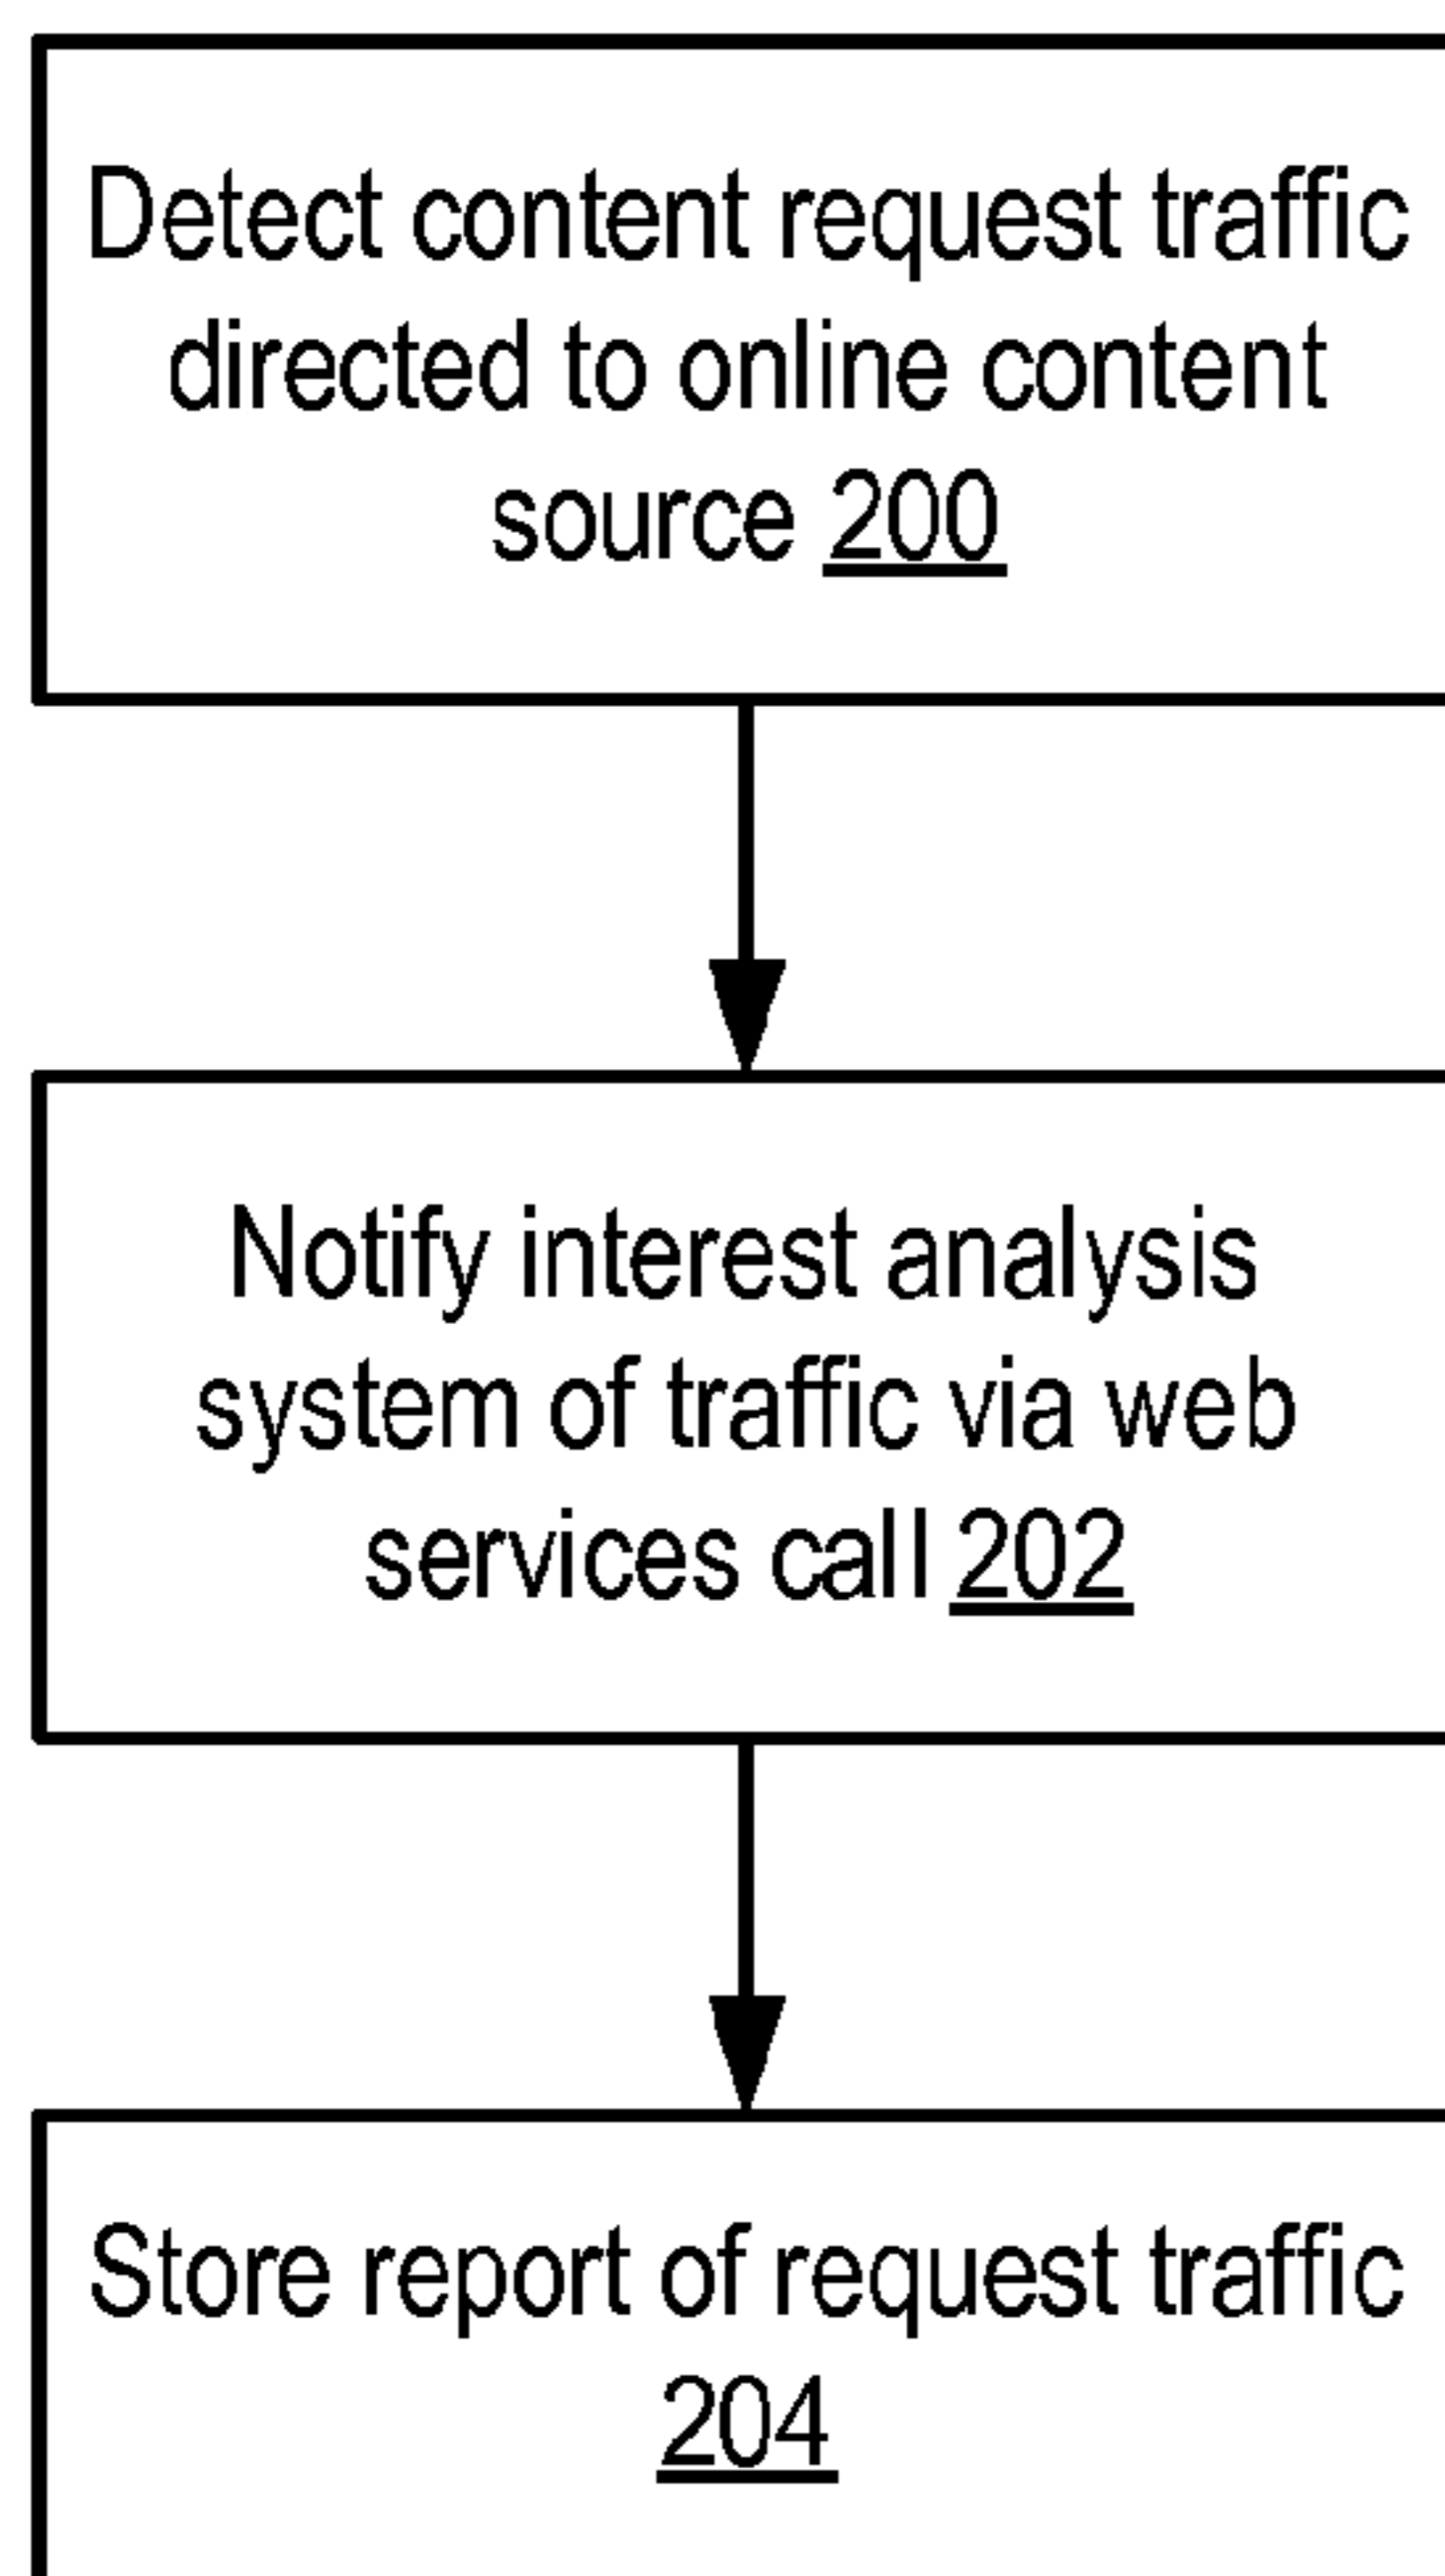 Detect content request traffic
directed to online content
source 200
Notify interest analysis
system of traffic via web
services call 202
Store report of request traffic
204